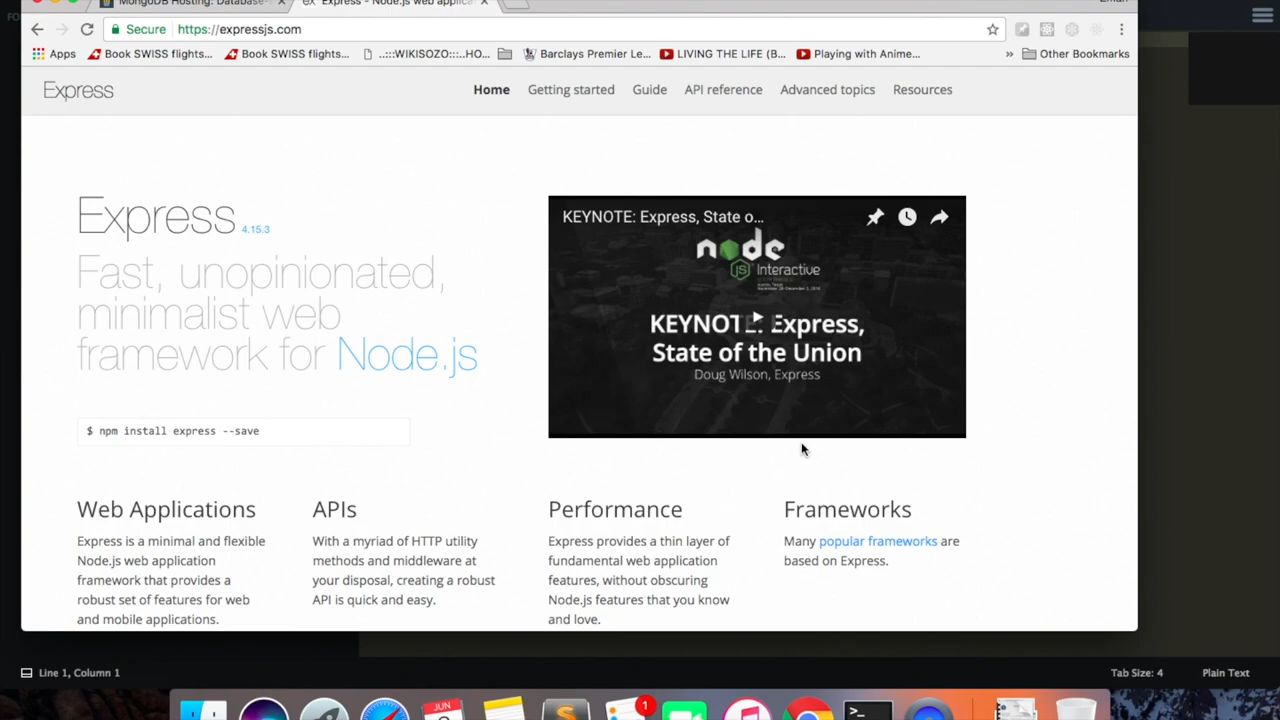 MongoDB Hosting: Database-
Express - Node.js web applica
Secure https://expressjs.com
Apps Book SWISS flights... Book SWISS flights... ..:::WIKISOZO:::..HO... Barclays Premier Le... LIVING THE LIFE (B... Playing with Anime... » Other Bookmarks
Express Home Getting started Guide API reference Advanced topics Resources
Express 4.15.3
Fast, unopinionated,
minimalist web
framework for Node.js
$ npm install express --save
KEYNOTE: Express, State o...
node
JS Interactive
KEYNOTE: Express,
State of the Union
Doug Wilson, Express
Web Applications
Express is a minimal and flexible
Node.js web application
framework that provides a
robust set of features for web
and mobile applications.
APIs
With a myriad of HTTP utility
methods and middleware at
your disposal, creating a robust
API is quick and easy.
Performance
Express provides a thin layer of
fundamental web application
features, without obscuring
Node.js features that you know
and love.
Frameworks
Many popular frameworks are
based on Express.
Line 1, Column 1 Tab Size: 4 Plain Text
JUN
1